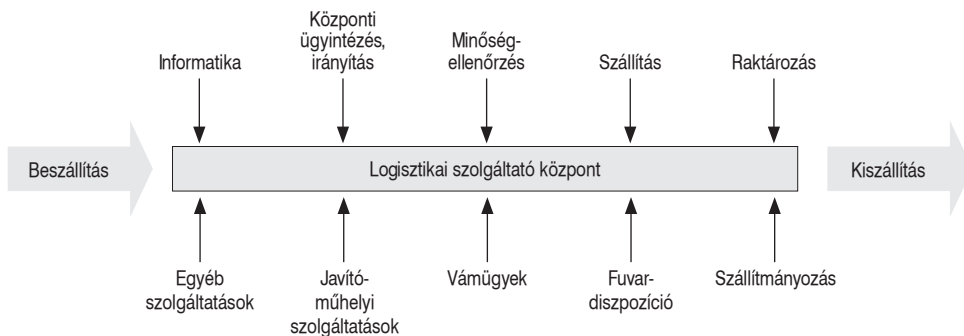 Informatika
Központi
ügyintézés,
irányítás
Minőség-
ellenőrzés
Szállítás
Raktározás
Beszállítás
Logisztikai szolgáltató központ
Kiszállítás
Egyéb
szolgáltatások
Javító-
műhelyi
szolgáltatások
Vámügyek
Fuvar-
diszpozíció
Szállítmányozás